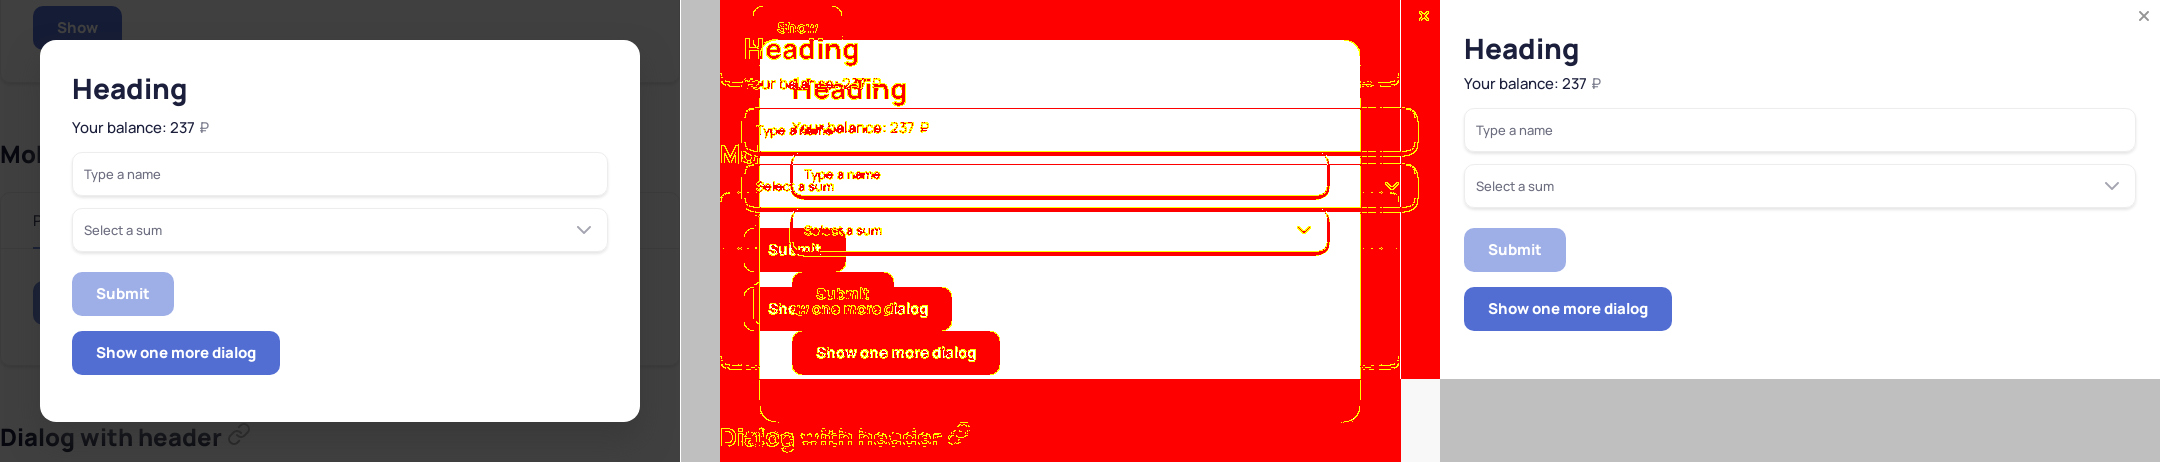 Show
Mol
Heading
Your balance: 237 ₽
Type a name
Select a sum
Submit
Show one more dialog
Dialog with header
Show
Heading
Your balance: 237 ₽
Heading
Your balance: 237 ₽
Type a name
Type a name
Select a sum
Select a sum
Submit
Submit
Show one more dialog
Show one more dialog
Dialog with header
Heading
Your balance: 237 ₽
Type a name
Select a sum
Submit
Show one more dialog